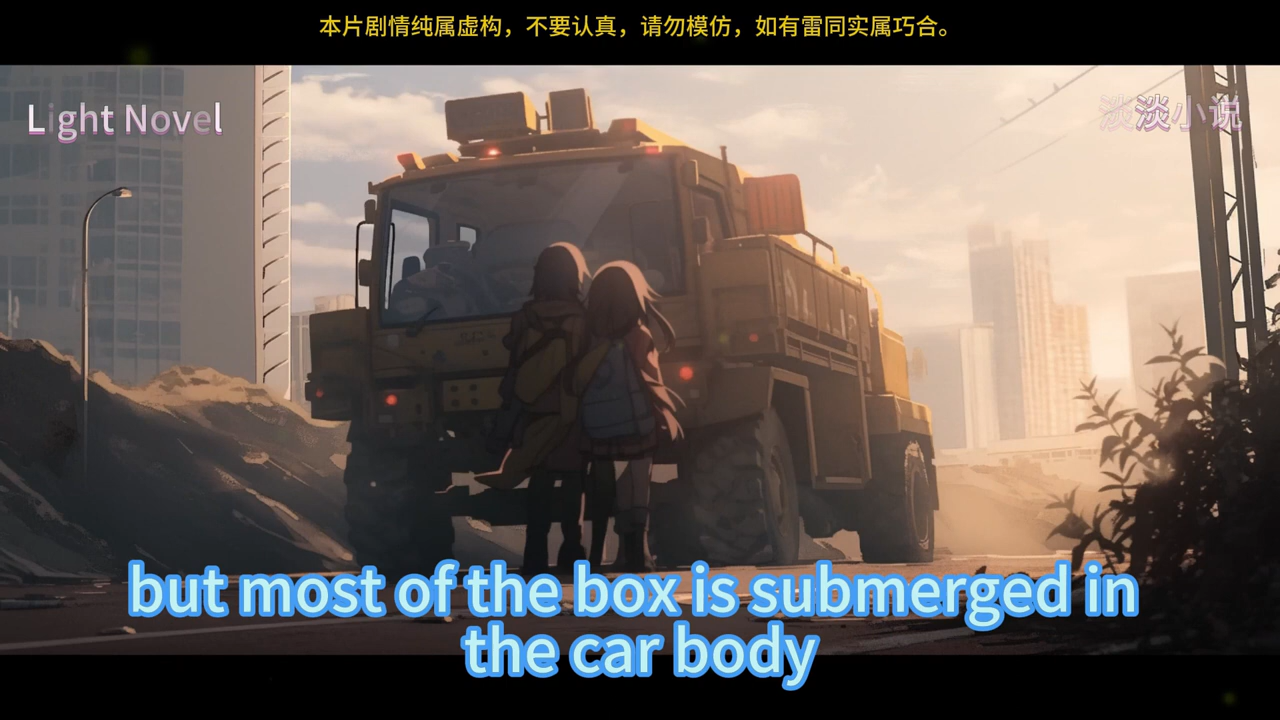 本片剧情纯属虚构，不要认真，请勿模仿，如有雷同实属巧合。
Light Novel
淡淡小说
but most of the box is submerged in
the car body